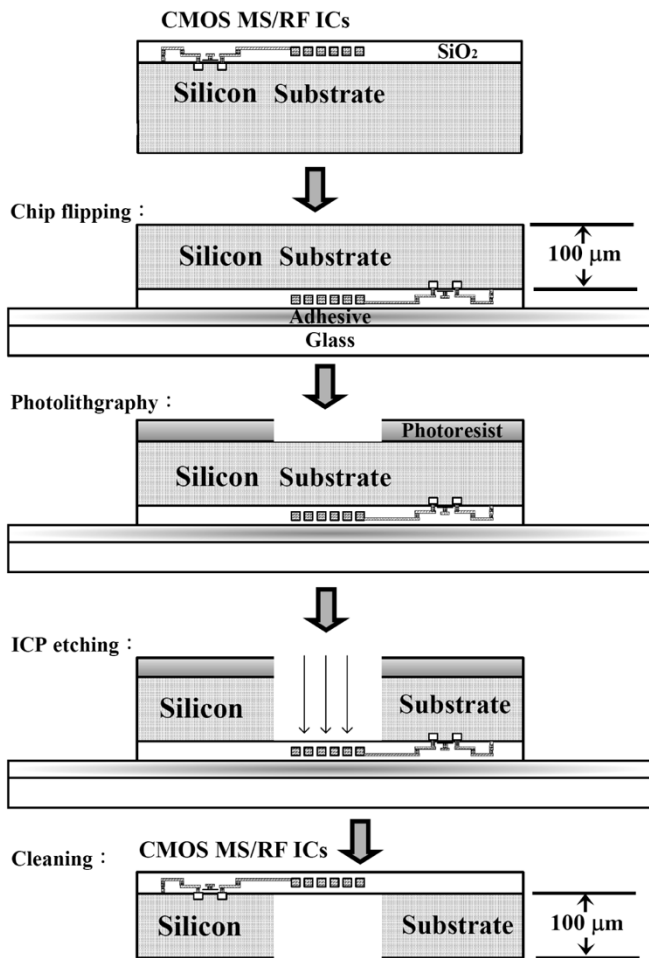 CMOS MS/RF ICs
SiO₂
Silicon Substrate
Chip flipping：
Silicon Substrate
100 μm
Adhesive
Glass
Photolithgraphy：
Photoresist
Silicon Substrate
ICP etching：
Silicon Substrate
Cleaning：
CMOS MS/RF ICs
Silicon Substrate
100 μm